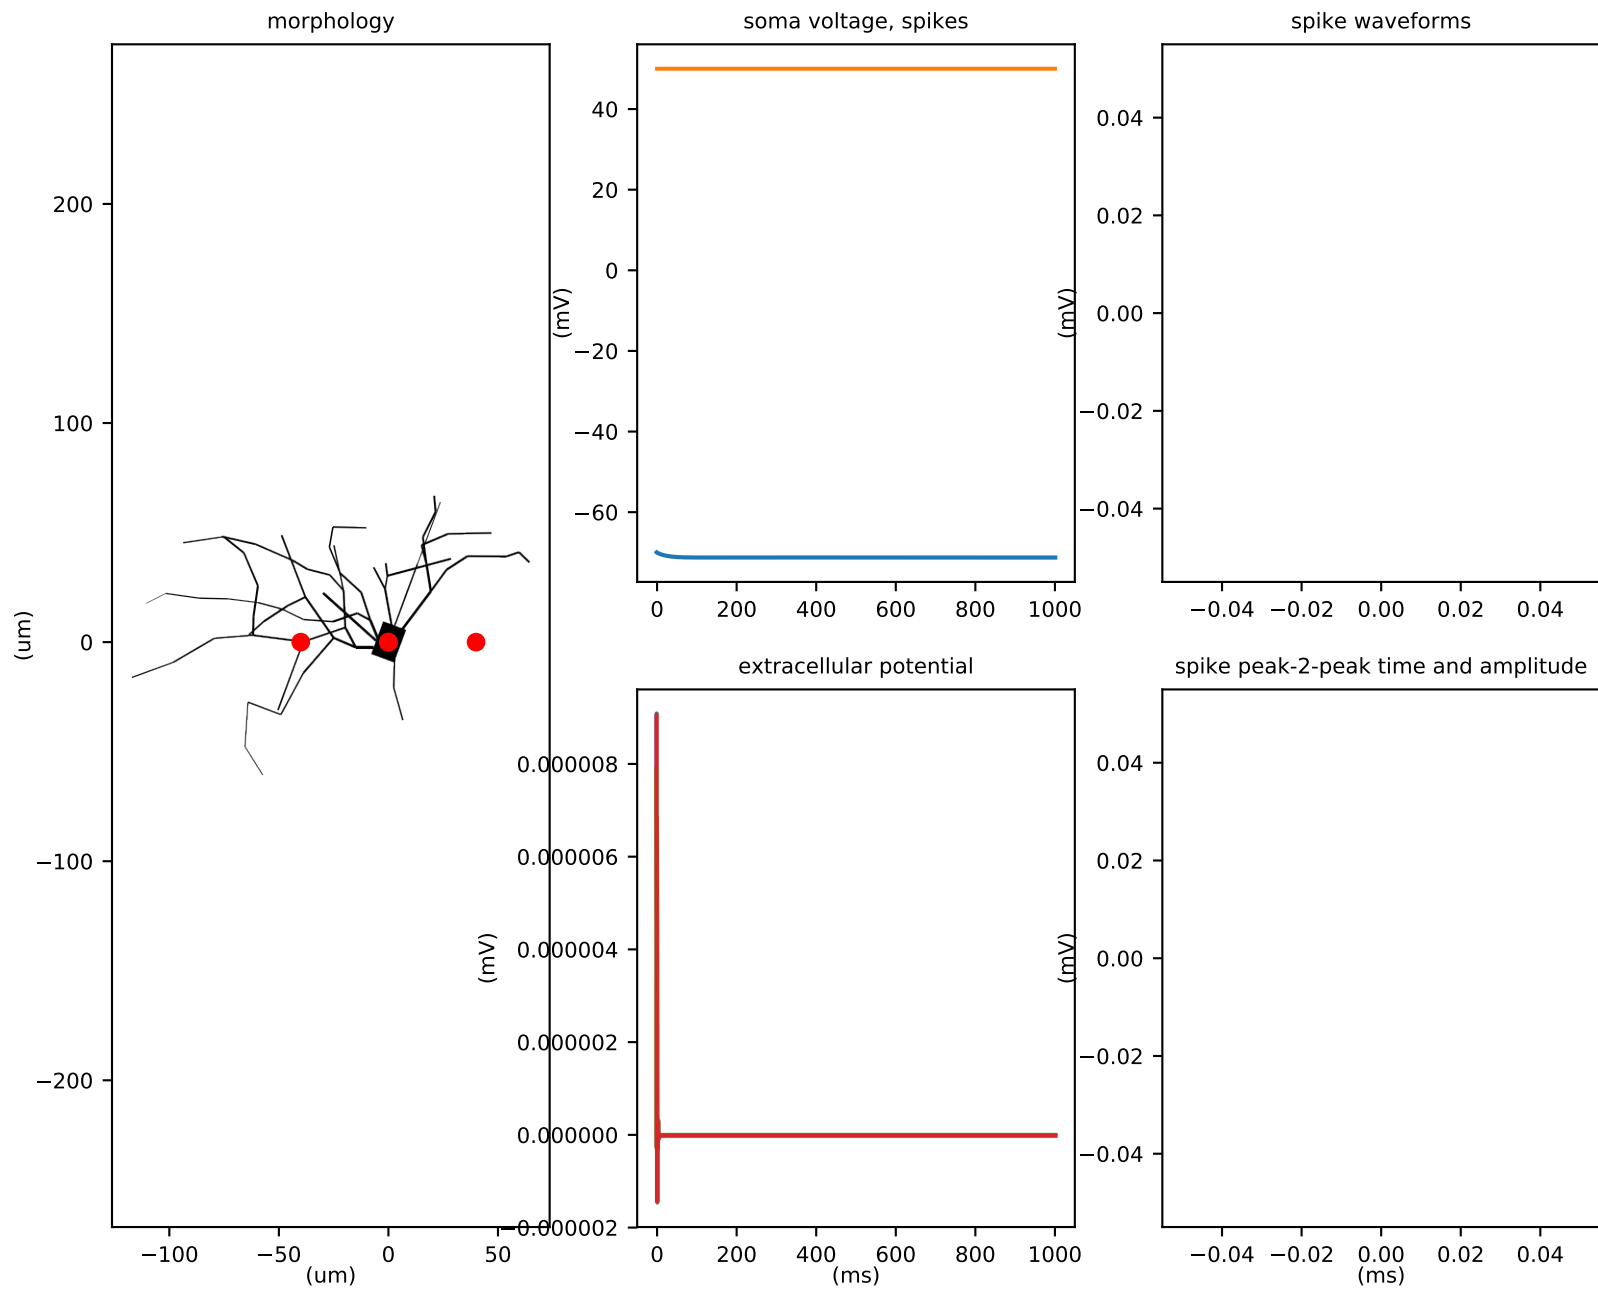 morphology
200
100
0
−100
−200
(um)
−100 −50 0 50
(um)
soma voltage, spikes
40
20
0
−20
−40
−60
(mV)
0 200 400 600 800 1000
spike waveforms
0.04
0.02
0.00
−0.02
−0.04
(mV)
−0.04 −0.02 0.00 0.02 0.04
extracellular potential
0.000008
0.000006
0.000004
0.000002
0.000000
−0.000002
(mV)
0 200 400 600 800 1000
(ms)
spike peak-2-peak time and amplitude
0.04
0.02
0.00
−0.02
−0.04
(mV)
−0.04 −0.02 0.00 0.02 0.04
(ms)